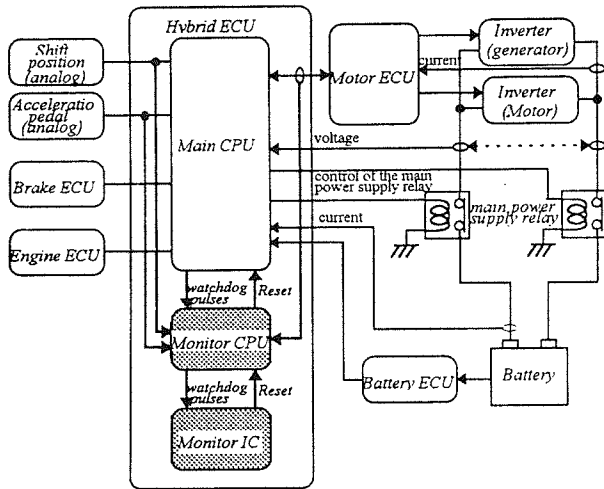 Hybrid ECU
Shift
position
(analog)
Acceleratio
pedal
(analog)
Brake ECU
Engine ECU
Main CPU
Motor ECU
current
Inverter
(generator)
Inverter
(Motor)
voltage
control of the main
power supply relay
main power
supply relay
current
watchdog
pulses
Reset
Monitor CPU
watchdog
pulses
Reset
Monitor IC
Battery ECU
Battery